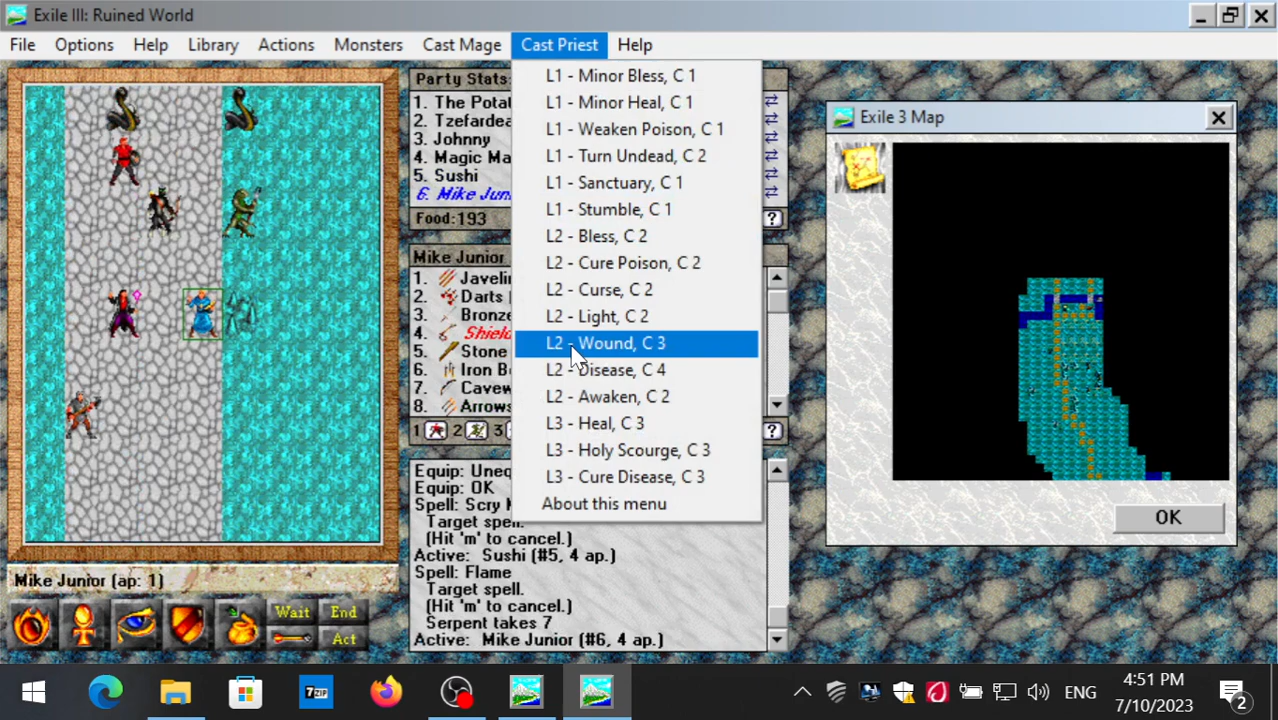 Exile III: Ruined World
File Options Help Library Actions Monsters Cast Mage Cast Priest Help
Party Stats:
1. The Pota
2. Tzefardea
3. Johnny
4. Magic Ma
5. Sushi
6. Mike Jun
Food:193
?
Mike Junior
1. Javelin
2. Darts
3. Bronze
4. Shield
5. Stone
6. Iron B
7. Cavew
8. Arrows
1 2 3
?
Equip: Uneq
Equip: OK
Spell: Scry M
Target spell.
(Hit 'm' to cancel.)
Active: Sushi (#5, 4 ap.)
Spell: Flame
Target spell.
(Hit 'm' to cancel.)
Serpent takes 7
Active: Mike Junior (#6, 4 ap.)
L1 - Minor Bless, C 1
L1 - Minor Heal, C 1
L1 - Weaken Poison, C 1
L1 - Turn Undead, C 2
L1 - Sanctuary, C 1
L1 - Stumble, C 1
L2 - Bless, C 2
L2 - Cure Poison, C 2
L2 - Curse, C 2
L2 - Light, C 2
L2 - Wound, C 3
L2 - Disease, C 4
L2 - Awaken, C 2
L3 - Heal, C 3
L3 - Holy Scourge, C 3
L3 - Cure Disease, C 3
About this menu
Exile 3 Map
OK
Mike Junior (ap: 1)
Wait End
Act
7ZIP
ENG
4:51 PM
7/10/2023
2